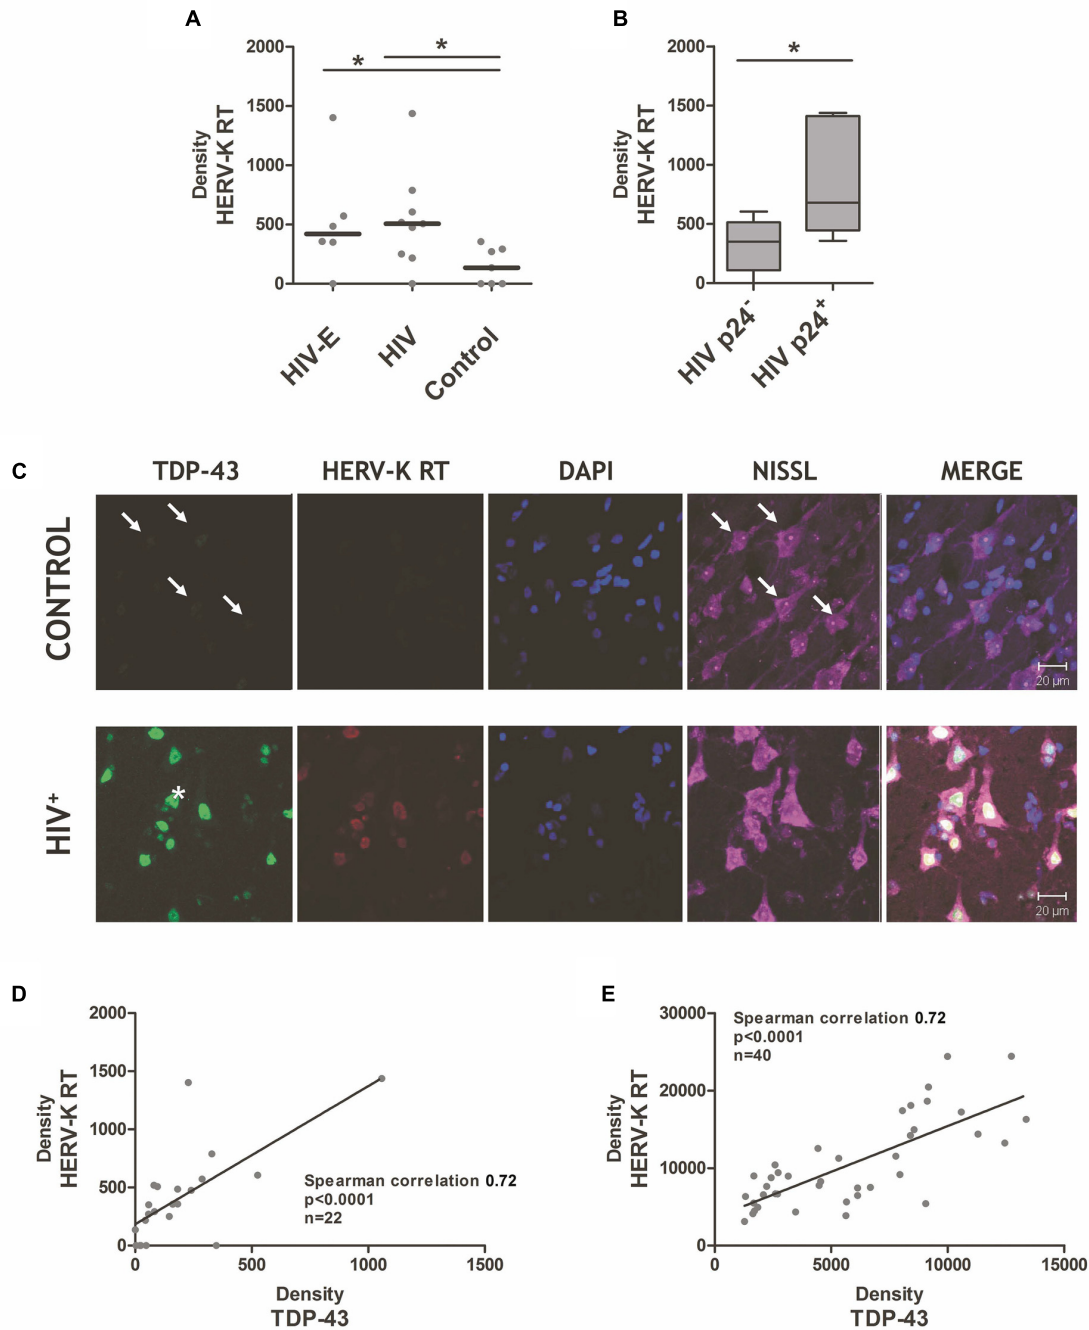 A
2000
1500
1000
500
0
Density
HERV-K RT
*
*
HIV-E
HIV
Control
B
2000
1500
1000
500
0
Density
HERV-K RT
*
HIV p24-
HIV p24+
C
TDP-43
HERV-K RT
DAPI
NISSL
MERGE
CONTROL
20 µm
HIV+
*
20 µm
D
2000
1500
1000
500
0
Density
HERV-K RT
Spearman correlation 0.72
p<0.0001
n=22
0
500
1000
1500
Density
TDP-43
E
30000
20000
10000
0
Density
HERV-K RT
Spearman correlation 0.72
p<0.0001
n=40
0
5000
10000
15000
Density
TDP-43